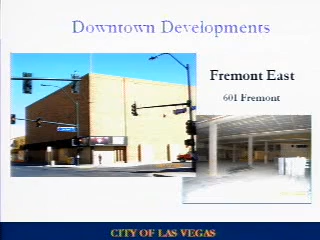 Downtown Developments
Fremont East
601 Fremont
CITY OF LAS VEGAS